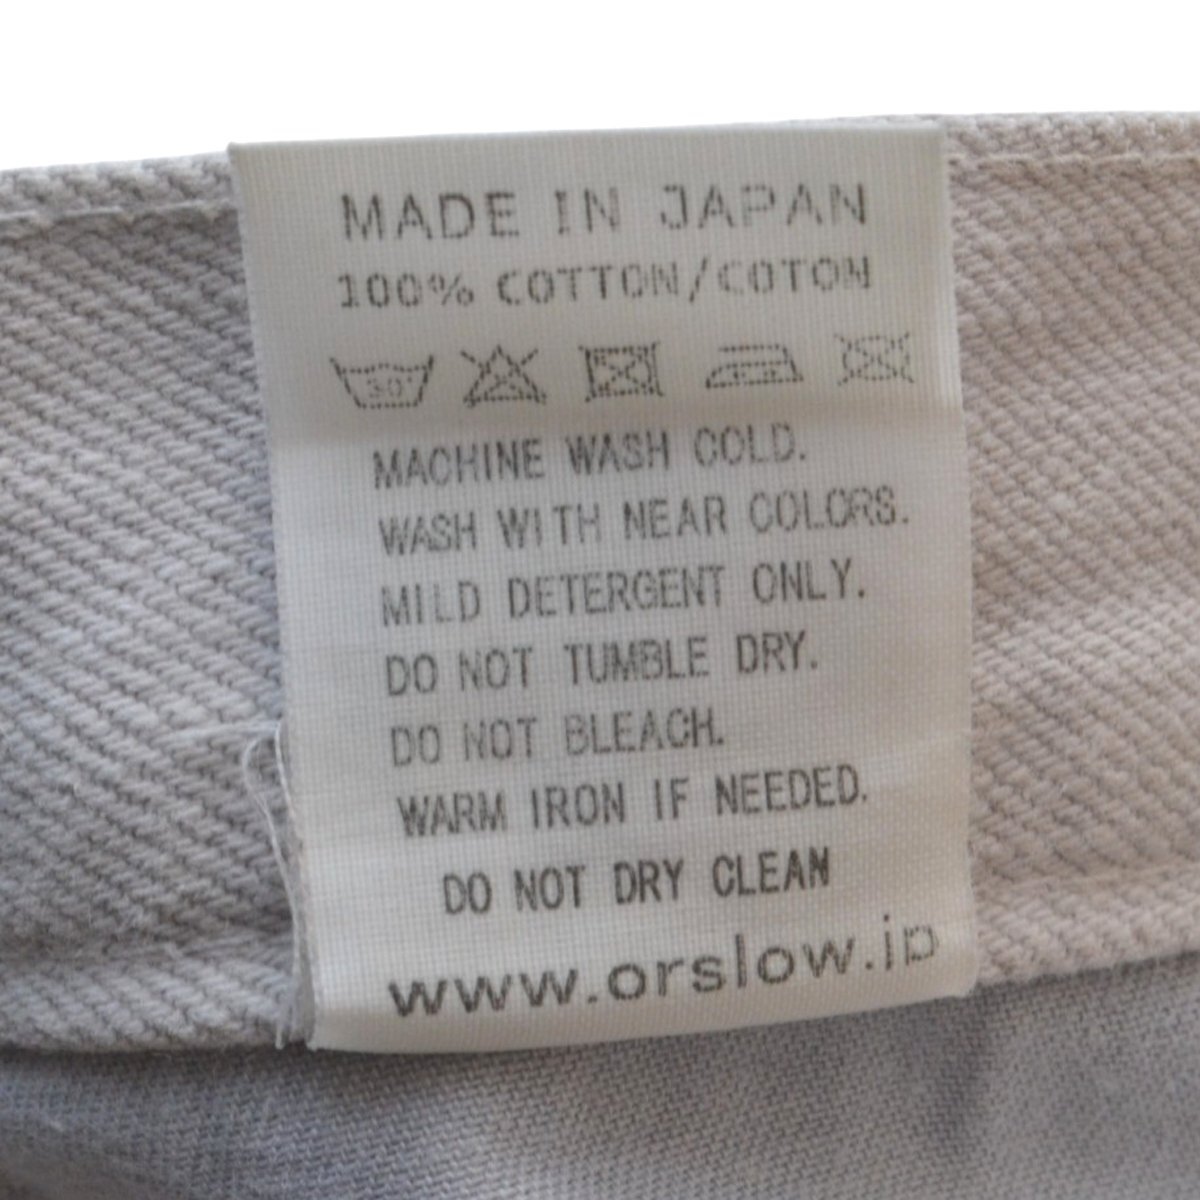 MADE IN JAPAN
100% COTTON/COTON
30°
MACHINE WASH COLD.
WASH WITH NEAR COLORS.
MILD DETERGENT ONLY.
DO NOT TUMBLE DRY.
DO NOT BLEACH.
WARM IRON IF NEEDED.
DO NOT DRY CLEAN
www.orslow.jp